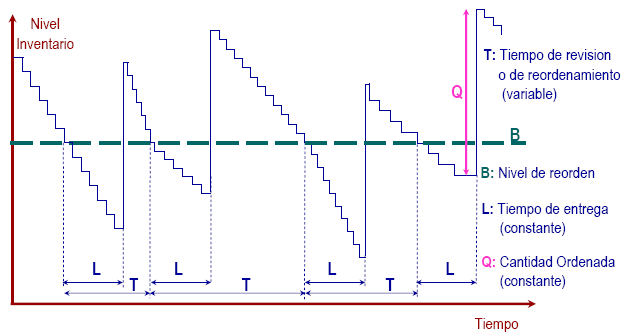 Nivel
Inventario
T: Tiempo de revision
o de reordenamiento
(variable)
Q
B
B: Nivel de reorden
L: Tiempo de entrega
(constante)
Q: Cantidad Ordenada
(constante)
L
L
L
L
T
T
T
Tiempo